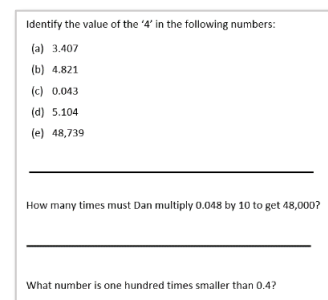 Identify the value of the ‘4’ in the following numbers:
(a) 3.407
(b) 4.821
(c) 0.043
(d) 5.104
(e) 48,739
How many times must Dan multiply 0.048 by 10 to get 48,000?
What number is one hundred times smaller than 0.4?